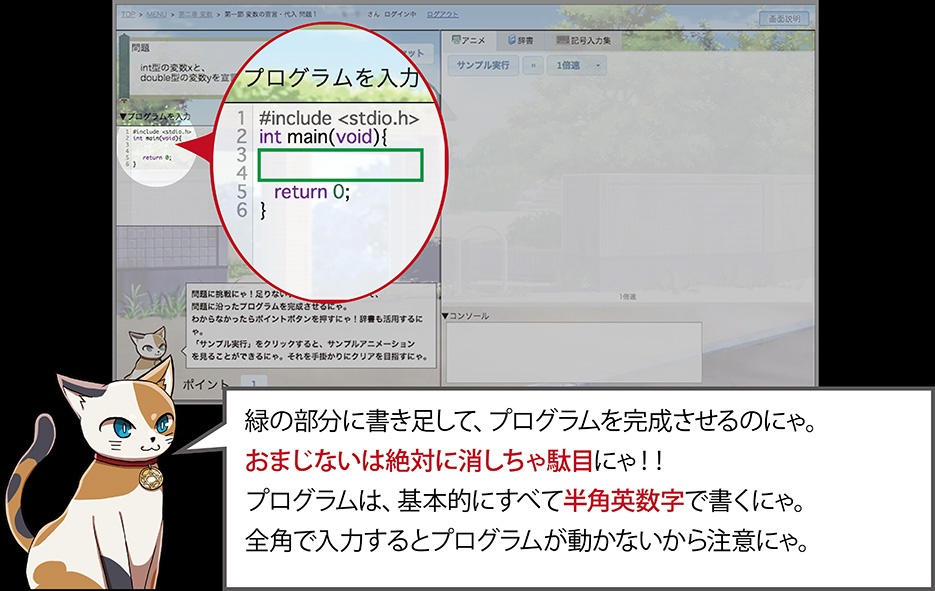 TOP > MENU > 第二章 変数 > 第一節 変数の宣言・代入 問題1 さん ログイン中 ログアウト
画面説明
問題
int型の変数xと、
double型の変数yを宣言
ット
アニメ 辞書 記号入力集
サンプル実行 1倍速
▼プログラムを入力
1 #include <stdio.h>
2 int main(void){
3
4
5 return 0;
6 }
プログラムを入力
1 #include <stdio.h>
2 int main(void){
3
4
5 return 0;
6 }
1倍速
▼コンソール
問題に挑戦にゃ！足りない
て、
問題に沿ったプログラムを完成させるにゃ。
わからなかったらポイントボタンを押すにゃ！辞書も活用するに
ゃ。
「サンプル実行」をクリックすると、サンプルアニメーション
を見ることができるにゃ。それを手掛かりにクリアを目指すにゃ。
ポイント 1
緑の部分に書き足して、プログラムを完成させるのにゃ。
おまじないは絶対に消しちゃ駄目にゃ！！
プログラムは、基本的にすべて半角英数字で書くにゃ。
全角で入力するとプログラムが動かないから注意にゃ。